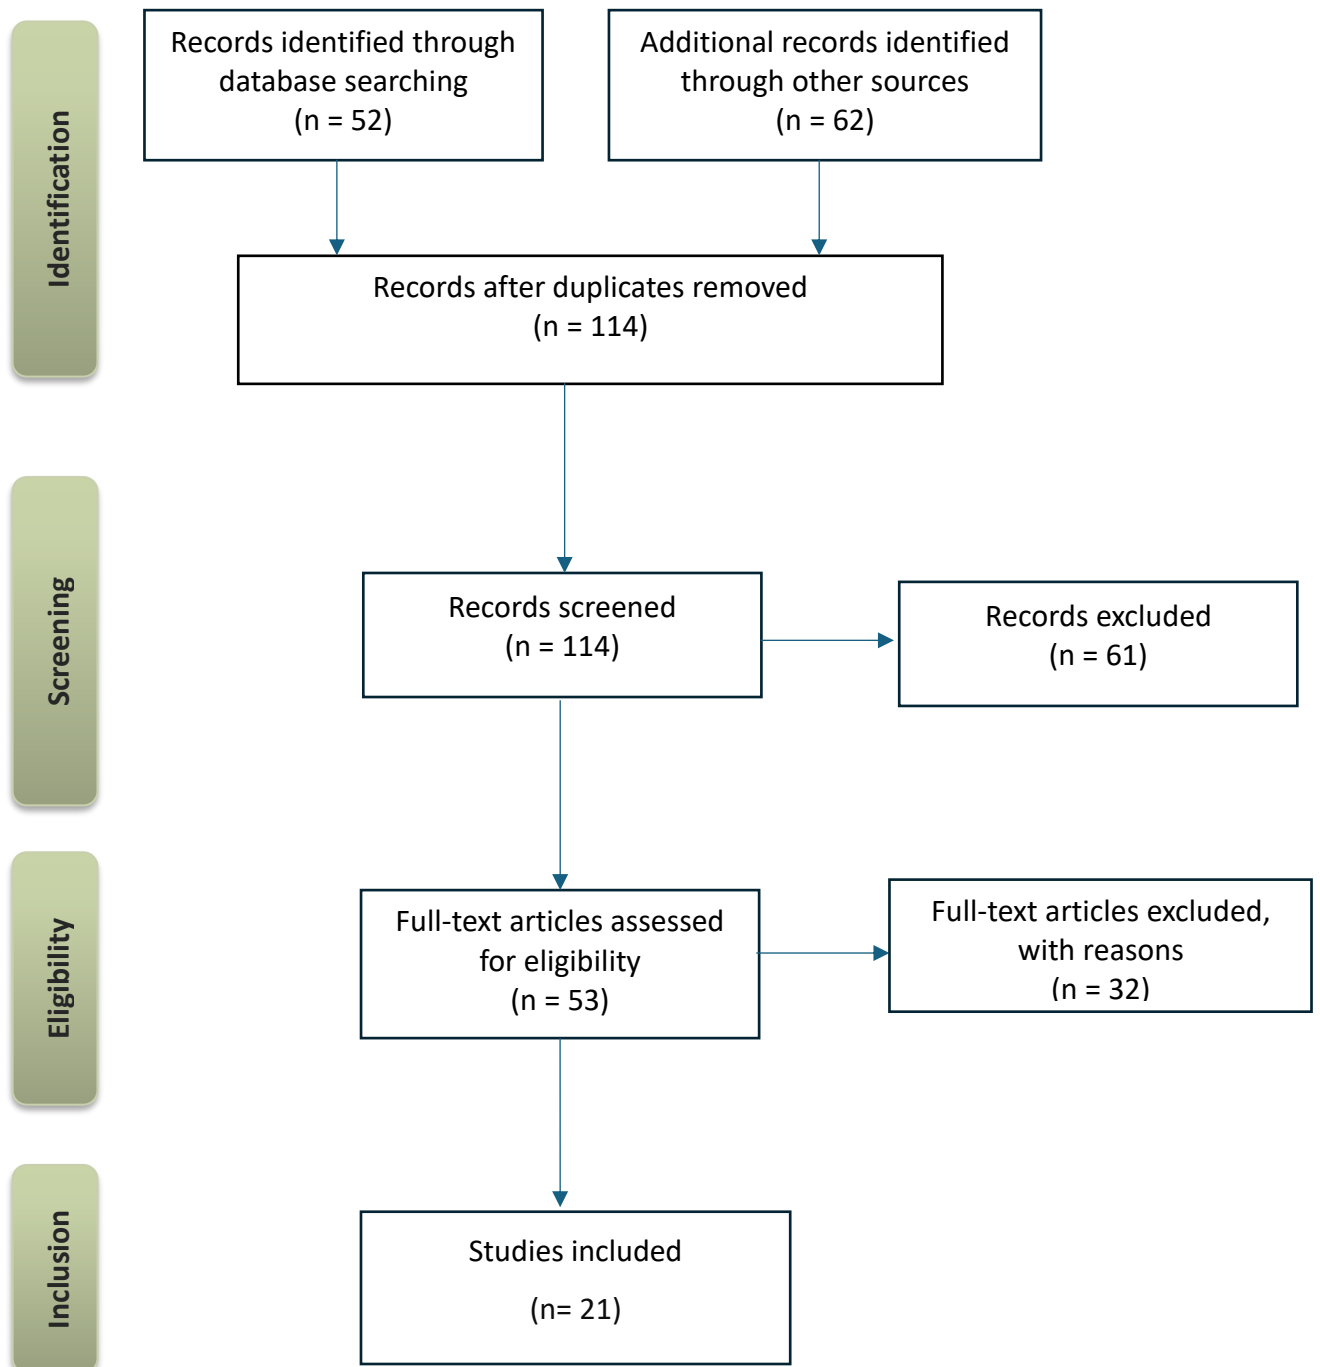 Identification
Records identified through
database searching
(n = 52)
Additional records identified
through other sources
(n = 62)
Records after duplicates removed
(n = 114)
Screening
Records screened
(n = 114)
Records excluded
(n = 61)
Eligibility
Full-text articles assessed
for eligibility
(n = 53)
Full-text articles excluded,
with reasons
(n = 32)
Inclusion
Studies included
(n= 21)